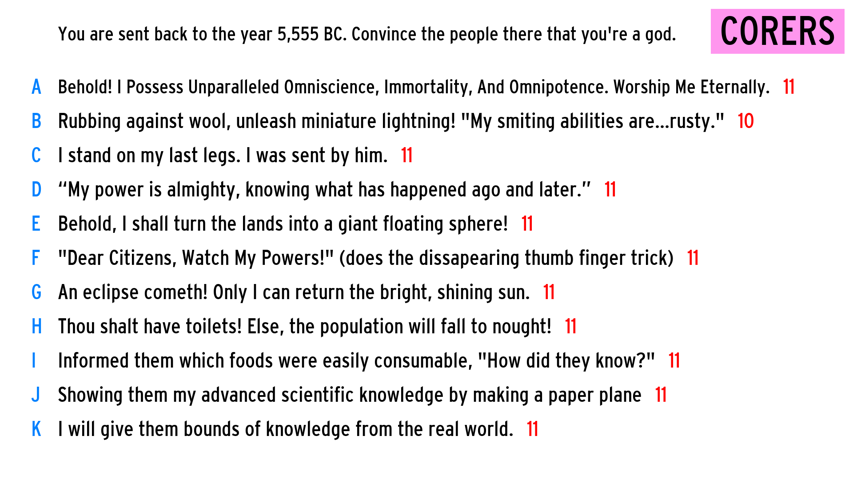 You are sent back to the year 5,555 BC. Convince the people there that you're a god.
CORERS
A Behold! I Possess Unparalleled Omniscience, Immortality, And Omnipotence. Worship Me Eternally. 11
B Rubbing against wool, unleash miniature lightning! "My smiting abilities are...rusty." 10
C I stand on my last legs. I was sent by him. 11
D “My power is almighty, knowing what has happened ago and later.” 11
E Behold, I shall turn the lands into a giant floating sphere! 11
F "Dear Citizens, Watch My Powers!" (does the dissapearing thumb finger trick) 11
G An eclipse cometh! Only I can return the bright, shining sun. 11
H Thou shalt have toilets! Else, the population will fall to nought! 11
I Informed them which foods were easily consumable, "How did they know?" 11
J Showing them my advanced scientific knowledge by making a paper plane 11
K I will give them bounds of knowledge from the real world. 11